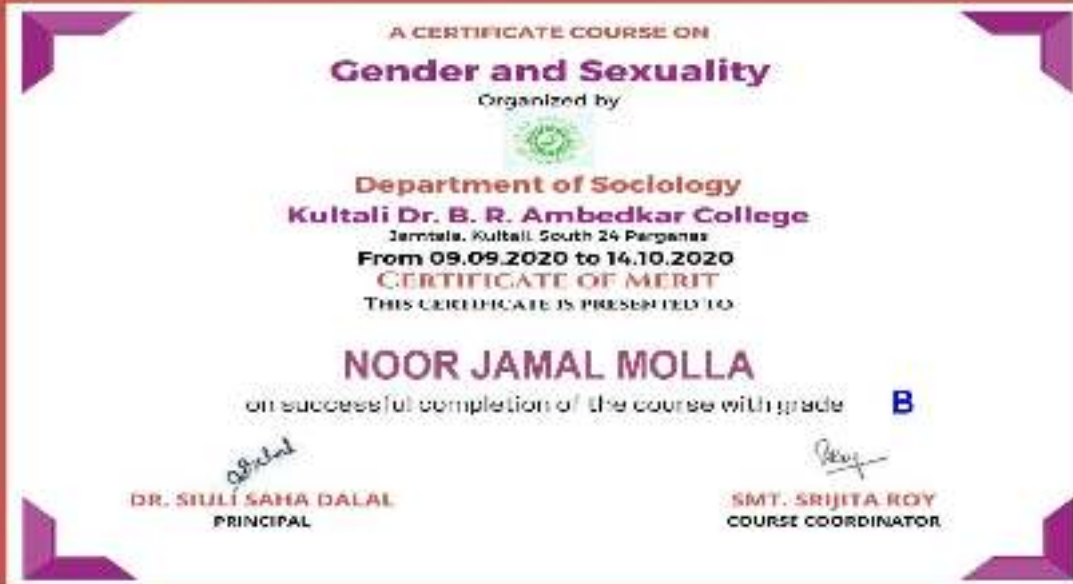 A CERTIFICATE COURSE ON
Gender and Sexuality
Organized by
Department of Sociology
Kultali Dr. B. R. Ambedkar College
Jamtala, Kultali, South 24 Parganas
From 09.09.2020 to 14.10.2020
CERTIFICATE OF MERIT
THIS CERTIFICATE IS PRESENTED TO
NOOR JAMAL MOLLA
on successful completion of the course with grade B
DR. SIULI SAHA DALAL
PRINCIPAL
SMT. SRIJITA ROY
COURSE COORDINATOR